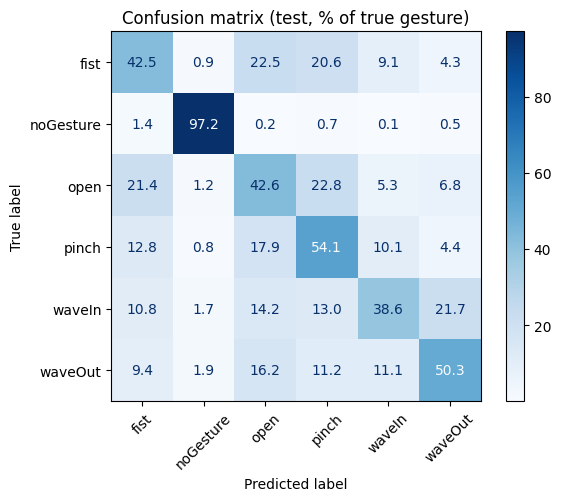 Confusion matrix (test, % of true gesture)
True label
fist 42.5 0.9 22.5 20.6 9.1 4.3
noGesture 1.4 97.2 0.2 0.7 0.1 0.5
open 21.4 1.2 42.6 22.8 5.3 6.8
pinch 12.8 0.8 17.9 54.1 10.1 4.4
waveIn 10.8 1.7 14.2 13.0 38.6 21.7
waveOut 9.4 1.9 16.2 11.2 11.1 50.3
fist noGesture open pinch waveIn waveOut
Predicted label
80
60
40
20